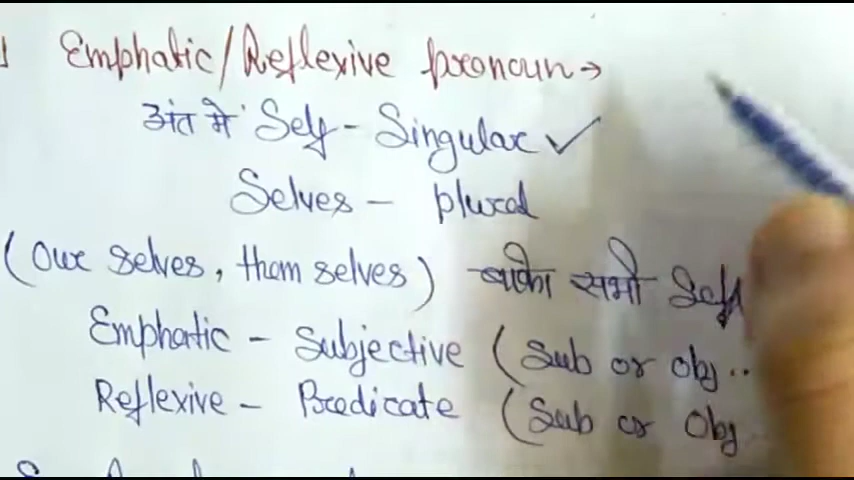 Emphatic/Reflexive pronoun→
अंत में Self - Singular ✓
Selves - plural
(Our selves, them selves) बाकी सभी Self
Emphatic - Subjective (Sub or obj..
Reflexive - Predicate (Sub or Obj